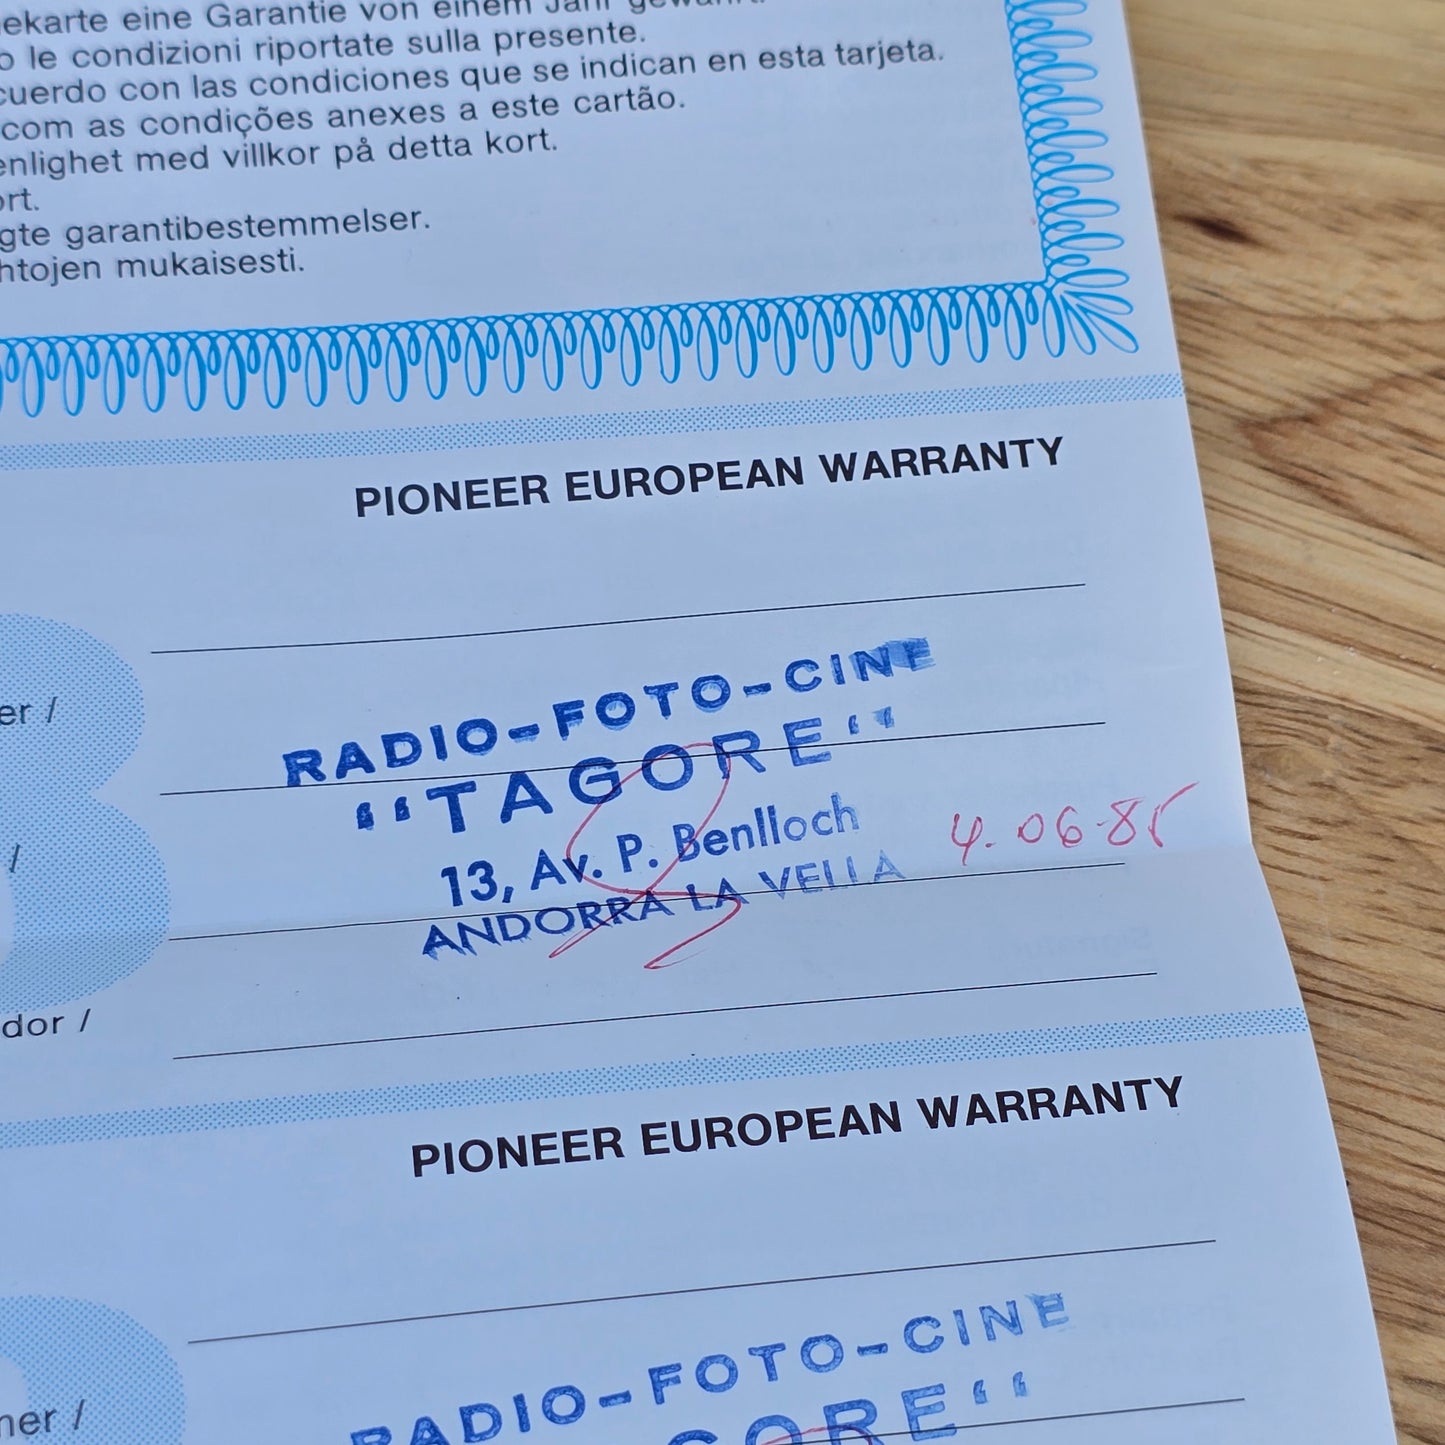 ekarte eine Garantie von einem Jahr gewährt.
o le condizioni riportate sulla presente.
cuerdo con las condiciones que se indican en esta tarjeta.
com as condições anexes a este cartão.
enlighet med villkor på detta kort.
ort.
gte garantibestemmelser.
htojen mukaisesti.
PIONEER EUROPEAN WARRANTY
RADIO-FOTO-CINE
er /
"TAGORE"
13, Av. P. Benlloch
4.06.85
/
ANDORRA LA VELLA
dor /
PIONEER EUROPEAN WARRANTY
RADIO-FOTO-CINE
ner /
GORE"